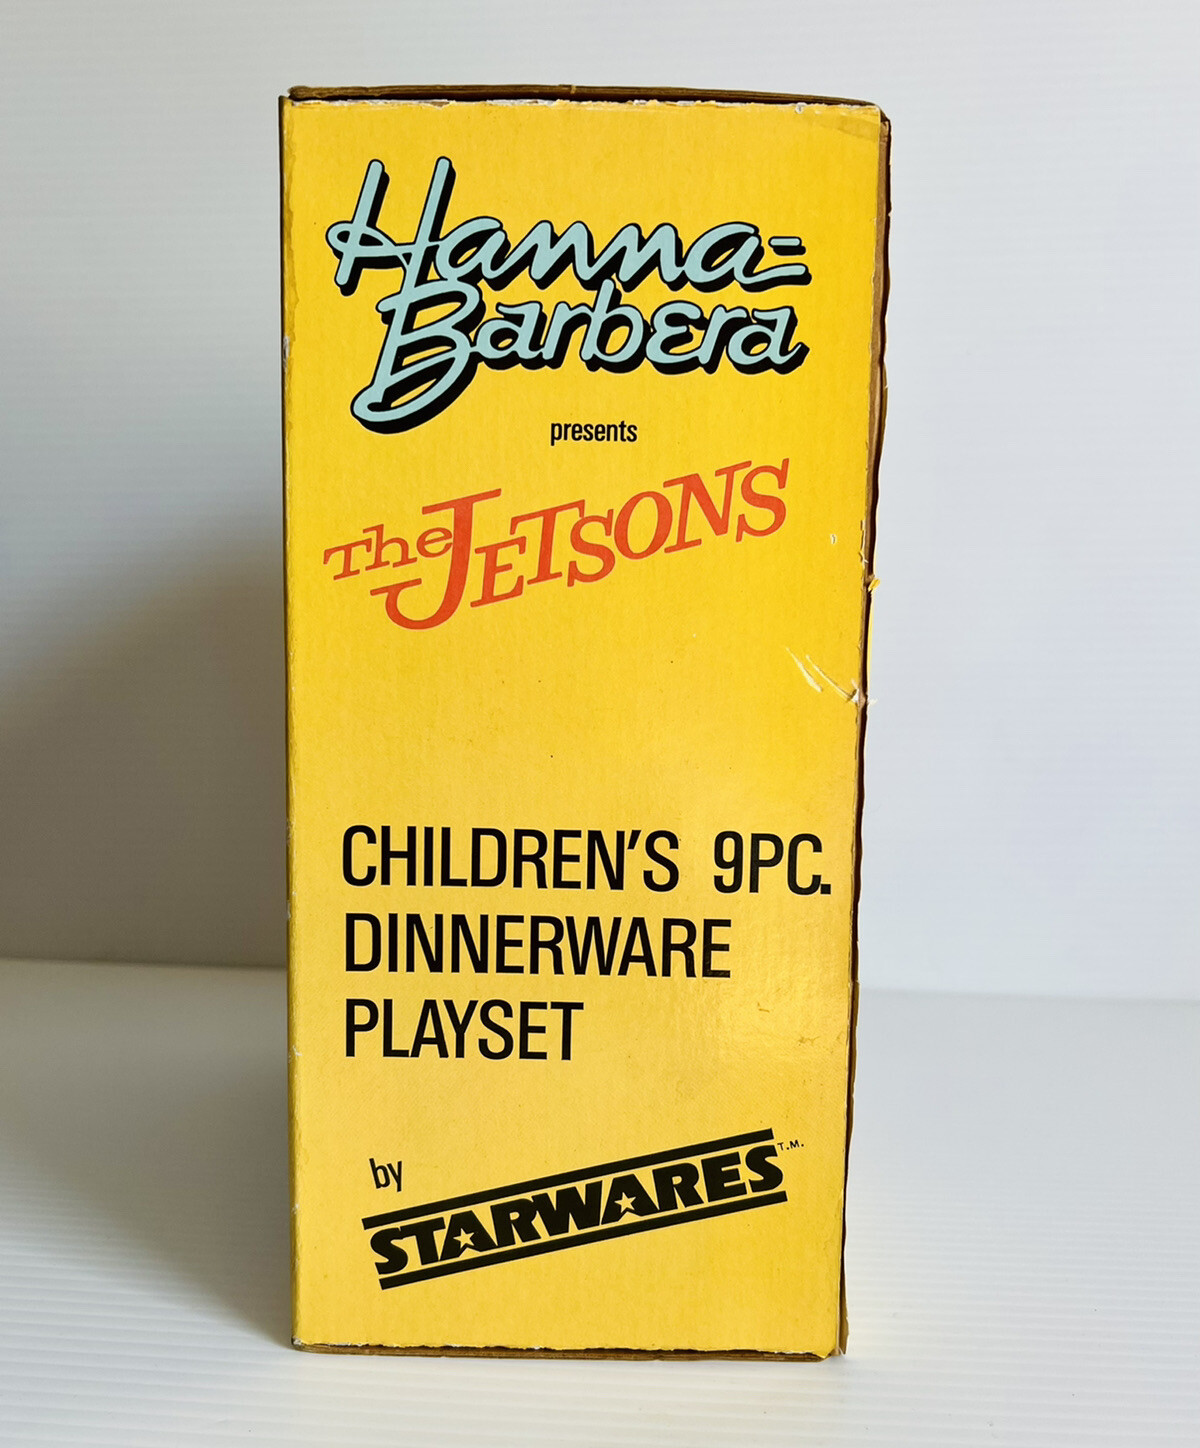 Hanna-
Barbera
presents
The JETSONS
CHILDREN'S 9PC.
DINNERWARE
PLAYSET
by
STARWARES T.M.